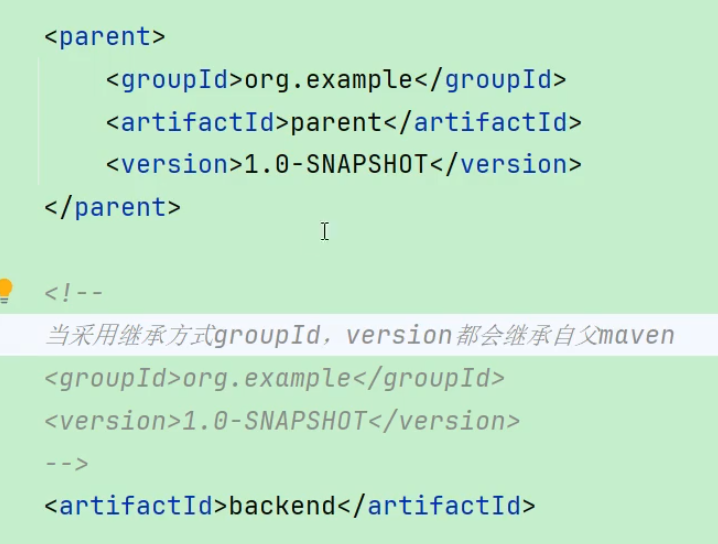 <parent>
<groupId>org.example</groupId>
<artifactId>parent</artifactId>
<version>1.0-SNAPSHOT</version>
</parent>
<!--
当采用继承方式groupId，version都会继承自父maven
<groupId>org.example</groupId>
<version>1.0-SNAPSHOT</version>
-->
<artifactId>backend</artifactId>